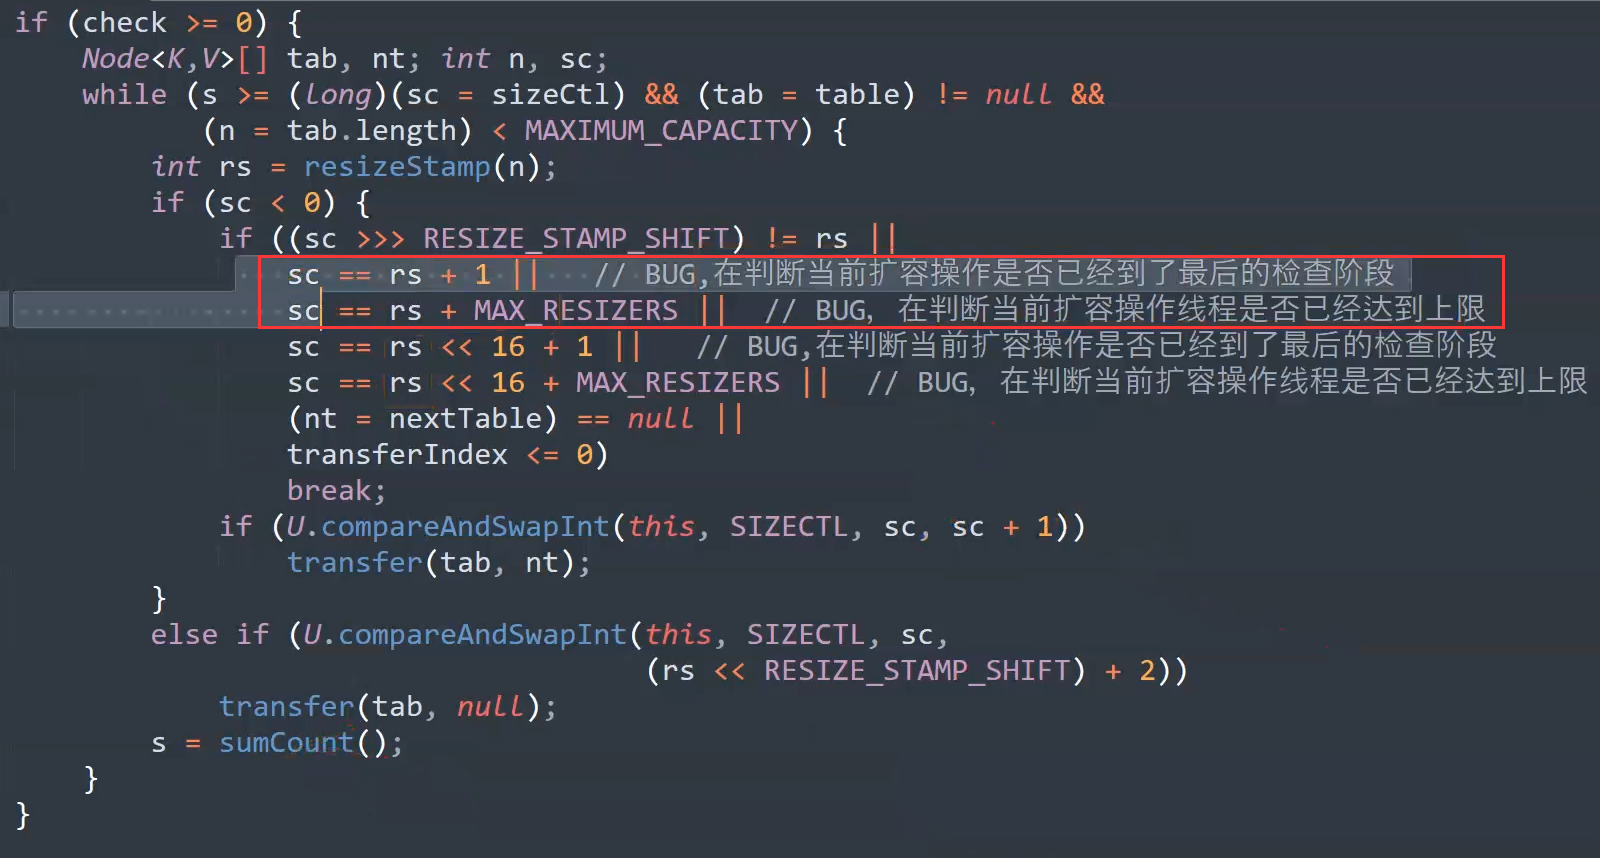 if (check >= 0) {
Node<K,V>[] tab, nt; int n, sc;
while (s >= (long)(sc = sizeCtl) && (tab = table) != null &&
(n = tab.length) < MAXIMUM_CAPACITY) {
int rs = resizeStamp(n);
if (sc < 0) {
if ((sc >>> RESIZE_STAMP_SHIFT) != rs ||
sc == rs + 1 || // BUG,在判断当前扩容操作是否已经到了最后的检查阶段
sc == rs + MAX_RESIZERS || // BUG，在判断当前扩容操作线程是否已经达到上限
sc == rs << 16 + 1 || // BUG,在判断当前扩容操作是否已经到了最后的检查阶段
sc == rs << 16 + MAX_RESIZERS || // BUG，在判断当前扩容操作线程是否已经达到上限
(nt = nextTable) == null ||
transferIndex <= 0)
break;
if (U.compareAndSwapInt(this, SIZECTL, sc, sc + 1))
transfer(tab, nt);
}
else if (U.compareAndSwapInt(this, SIZECTL, sc,
(rs << RESIZE_STAMP_SHIFT) + 2))
transfer(tab, null);
s = sumCount();
}
}